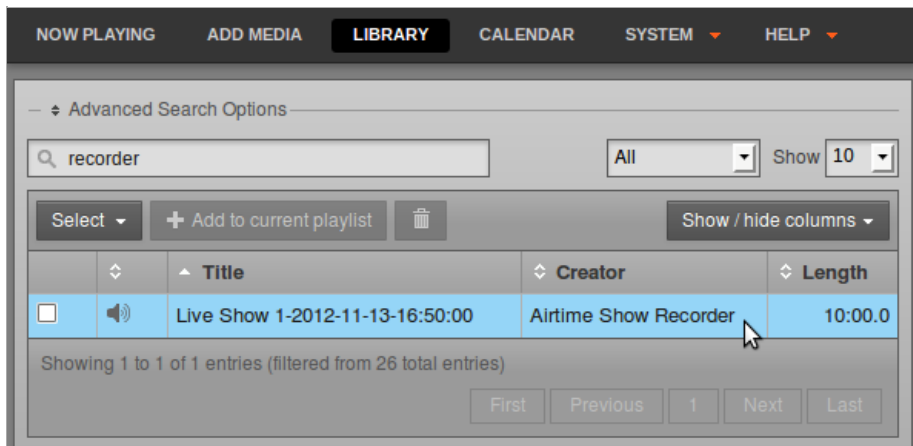 NOW PLAYING ADD MEDIA LIBRARY CALENDAR SYSTEM HELP
Advanced Search Options
recorder All Show 10
Select Add to current playlist Show / hide columns
Title Creator Length
Live Show 1-2012-11-13-16:50:00 Airtime Show Recorder 10:00.0
Showing 1 to 1 of 1 entries (filtered from 26 total entries)
First Previous 1 Next Last